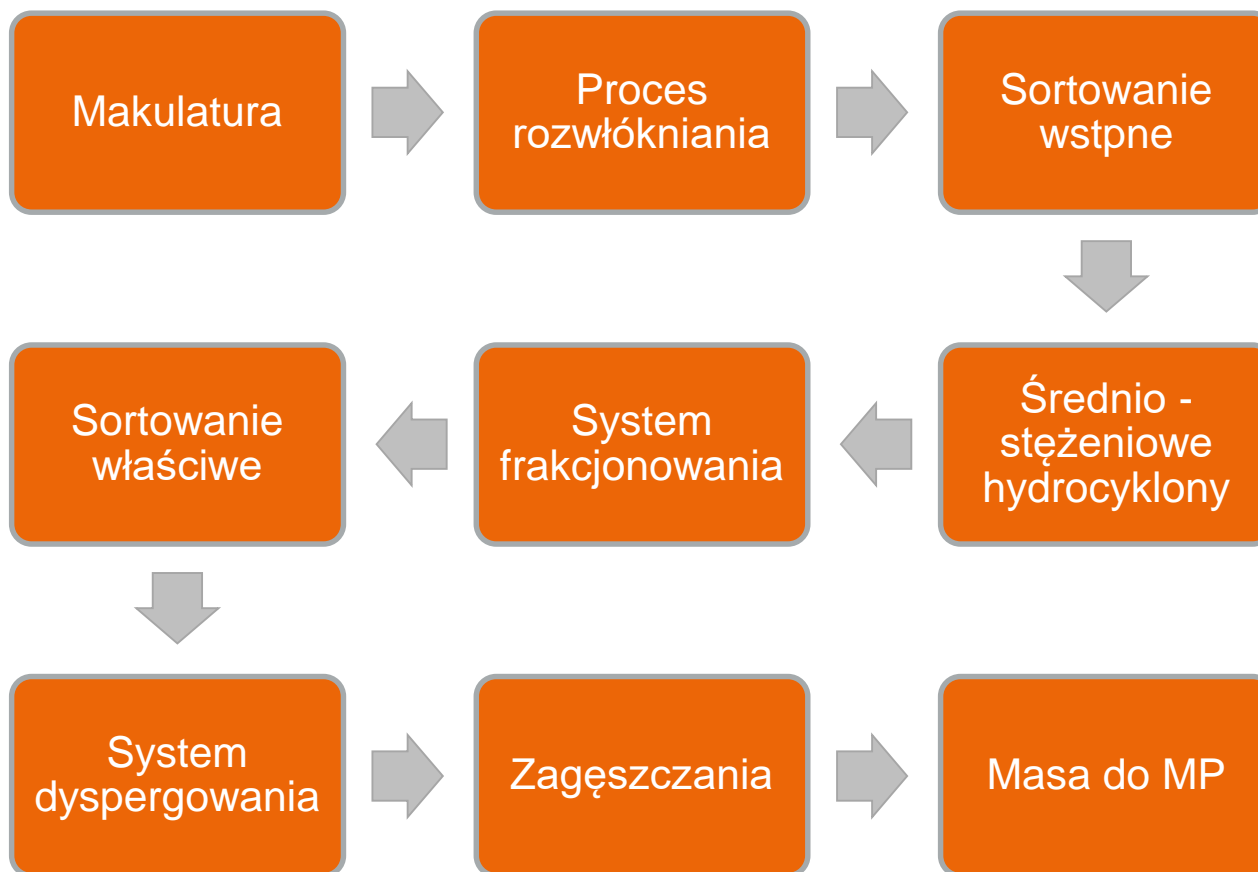 Makulatura
Proces
rozwłókniania
Sortowanie
wstpne
Średnio -
stężeniowe
hydrocyklony
System
frakcjonowania
Sortowanie
właściwe
System
dyspergowania
Zagęszczania
Masa do MP